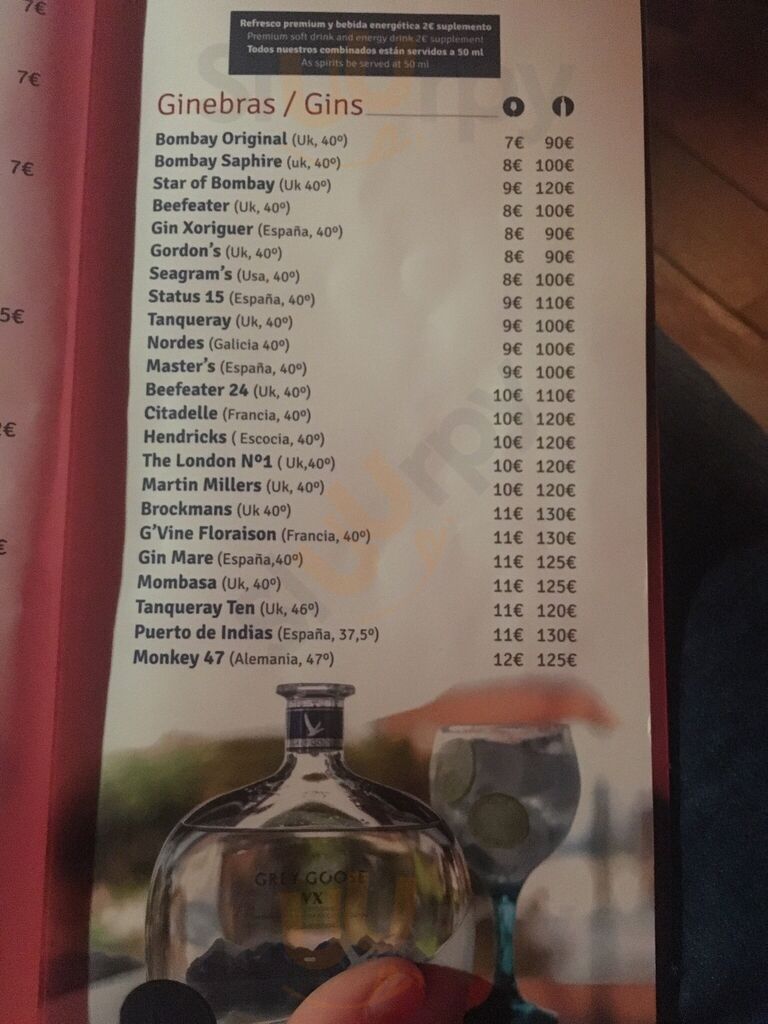 7€
7€
7€
5€
€
€
Refresco premium y bebida energética 2€ suplemento
Premium soft drink and energy drink 2€ supplement
Todos nuestros combinados están servidos a 50 ml
As spirits be served at 50 ml
Ginebras / Gins
Bombay Original (Uk, 40º) 7€ 90€
Bombay Saphire (uk, 40º) 8€ 100€
Star of Bombay (Uk 40º) 9€ 120€
Beefeater (Uk, 40º) 8€ 100€
Gin Xoriguer (España, 40º) 8€ 90€
Gordon's (Uk, 40º) 8€ 90€
Seagram's (Usa, 40º) 8€ 100€
Status 15 (España, 40º) 9€ 110€
Tanqueray (Uk, 40º) 9€ 100€
Nordes (Galicia 40º) 9€ 100€
Master's (España, 40º) 9€ 100€
Beefeater 24 (Uk, 40º) 10€ 110€
Citadelle (Francia, 40º) 10€ 120€
Hendricks ( Escocia, 40º) 10€ 120€
The London Nº1 ( Uk,40º) 10€ 120€
Martin Millers (Uk, 40º) 10€ 120€
Brockmans (Uk 40º) 11€ 130€
G'Vine Floraison (Francia, 40º) 11€ 130€
Gin Mare (España,40º) 11€ 125€
Mombasa (Uk, 40º) 11€ 125€
Tanqueray Ten (Uk, 46º) 11€ 120€
Puerto de Indias (España, 37,5º) 11€ 130€
Monkey 47 (Alemania, 47º) 12€ 125€
GREY GOOSE
VX